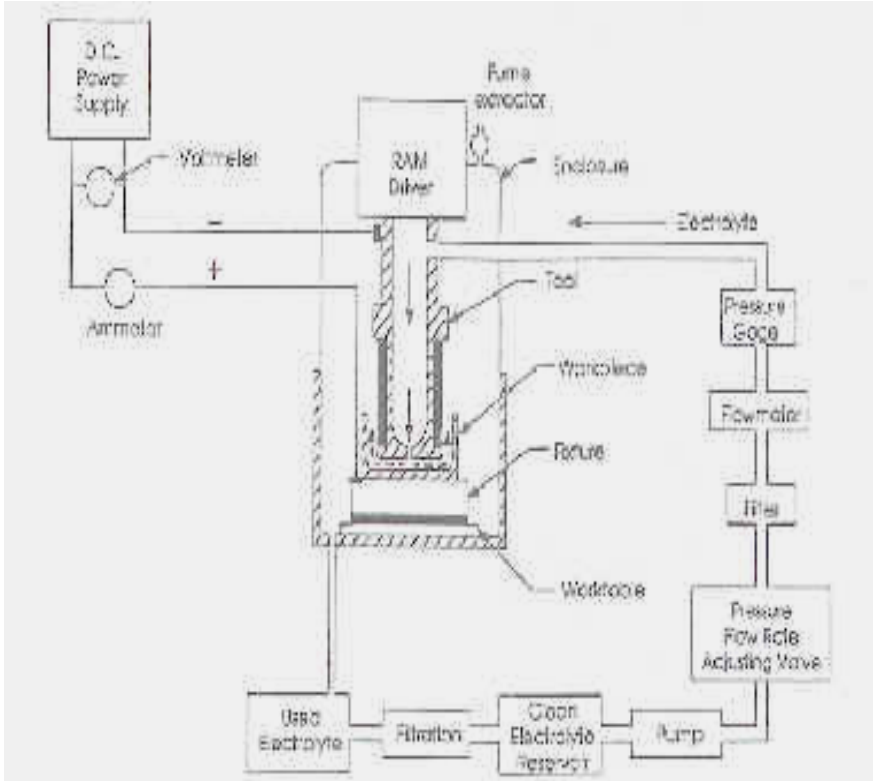 D.C.
Power
Supply
Voltmeter
Fume
extractor
RAM
Driver
Enclosure
−
Electrolyte
+
Ammeter
Tool
Pressure
Gage
Workpiece
Flowmeter
Fixture
Filter
Worktable
Pressure
Flow Rate
Adjusting Valve
Used
Electrolyte
Filtration
Clean
Electrolyte
Reservoir
Pump